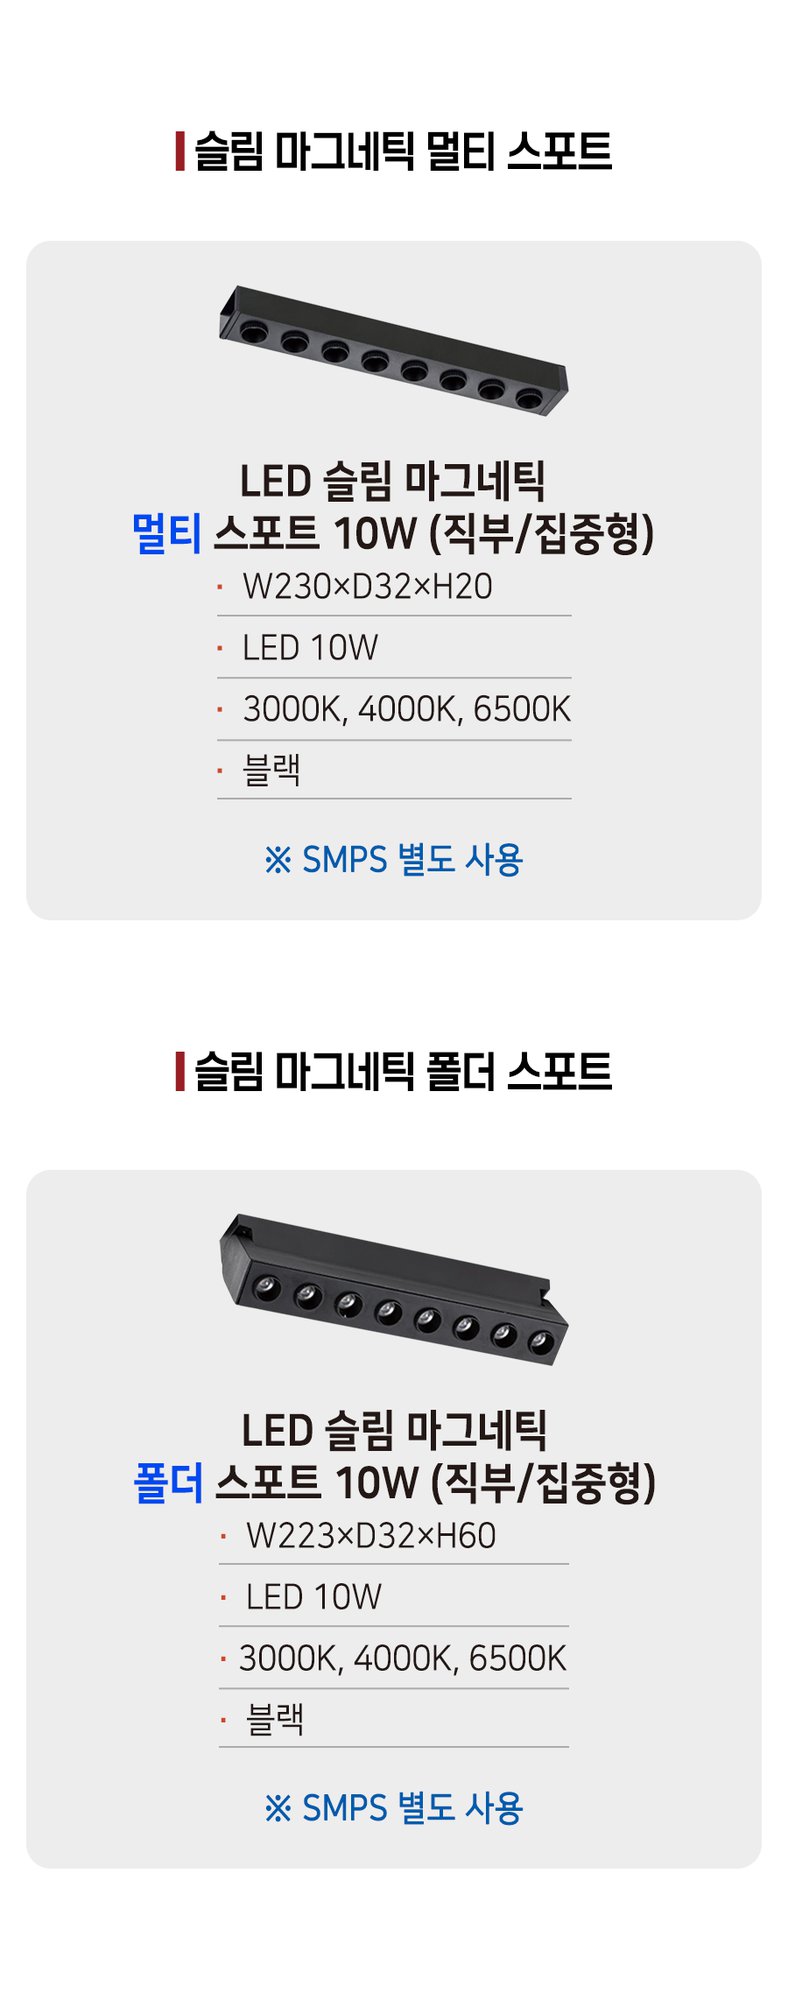 슬림 마그네틱 멀티 스포트
LED 슬림 마그네틱
멀티 스포트 10W (직부/집중형)
· W230×D32×H20
· LED 10W
· 3000K, 4000K, 6500K
· 블랙
※ SMPS 별도 사용
슬림 마그네틱 폴더 스포트
LED 슬림 마그네틱
폴더 스포트 10W (직부/집중형)
· W223×D32×H60
· LED 10W
· 3000K, 4000K, 6500K
· 블랙
※ SMPS 별도 사용